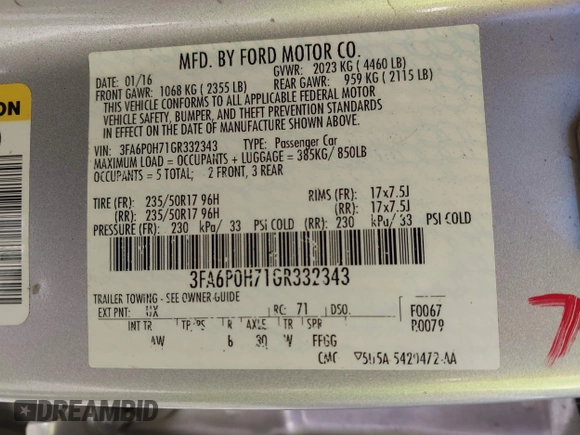 MFD. BY FORD MOTOR CO.
DATE: 01/16
GVWR: 2023 KG ( 4460 LB)
FRONT GAWR: 1068 KG ( 2355 LB)
REAR GAWR: 959 KG ( 2115 LB)
THIS VEHICLE CONFORMS TO ALL APPLICABLE FEDERAL MOTOR
VEHICLE SAFETY, BUMPER, AND THEFT PREVENTION STANDARDS
IN EFFECT ON THE DATE OF MANUFACTURE SHOWN ABOVE.
VIN: 3FA6P0H71GR332343 TYPE: Passenger Car
MAXIMUM LOAD = OCCUPANTS + LUGGAGE = 385KG/ 850LB
OCCUPANTS = 5 TOTAL; 2 FRONT, 3 REAR
TIRE (FR): 235/50R17 96H RIMS (FR): 17x7.5J
(RR): 235/50R17 96H (RR): 17x7.5J
PRESSURE (FR): 230 kPa/ 33 PSI COLD (RR): 230 kPa/ 33 PSI COLD
3FA6P0H71GR332343
TRAILER TOWING - SEE OWNER GUIDE
EXT PNT: UX RC: 71 DSO: F0067
R0079
INT TR TP/PS R AXLE TR SPR
AW 6 30 W FFGG
7
DREAMBID